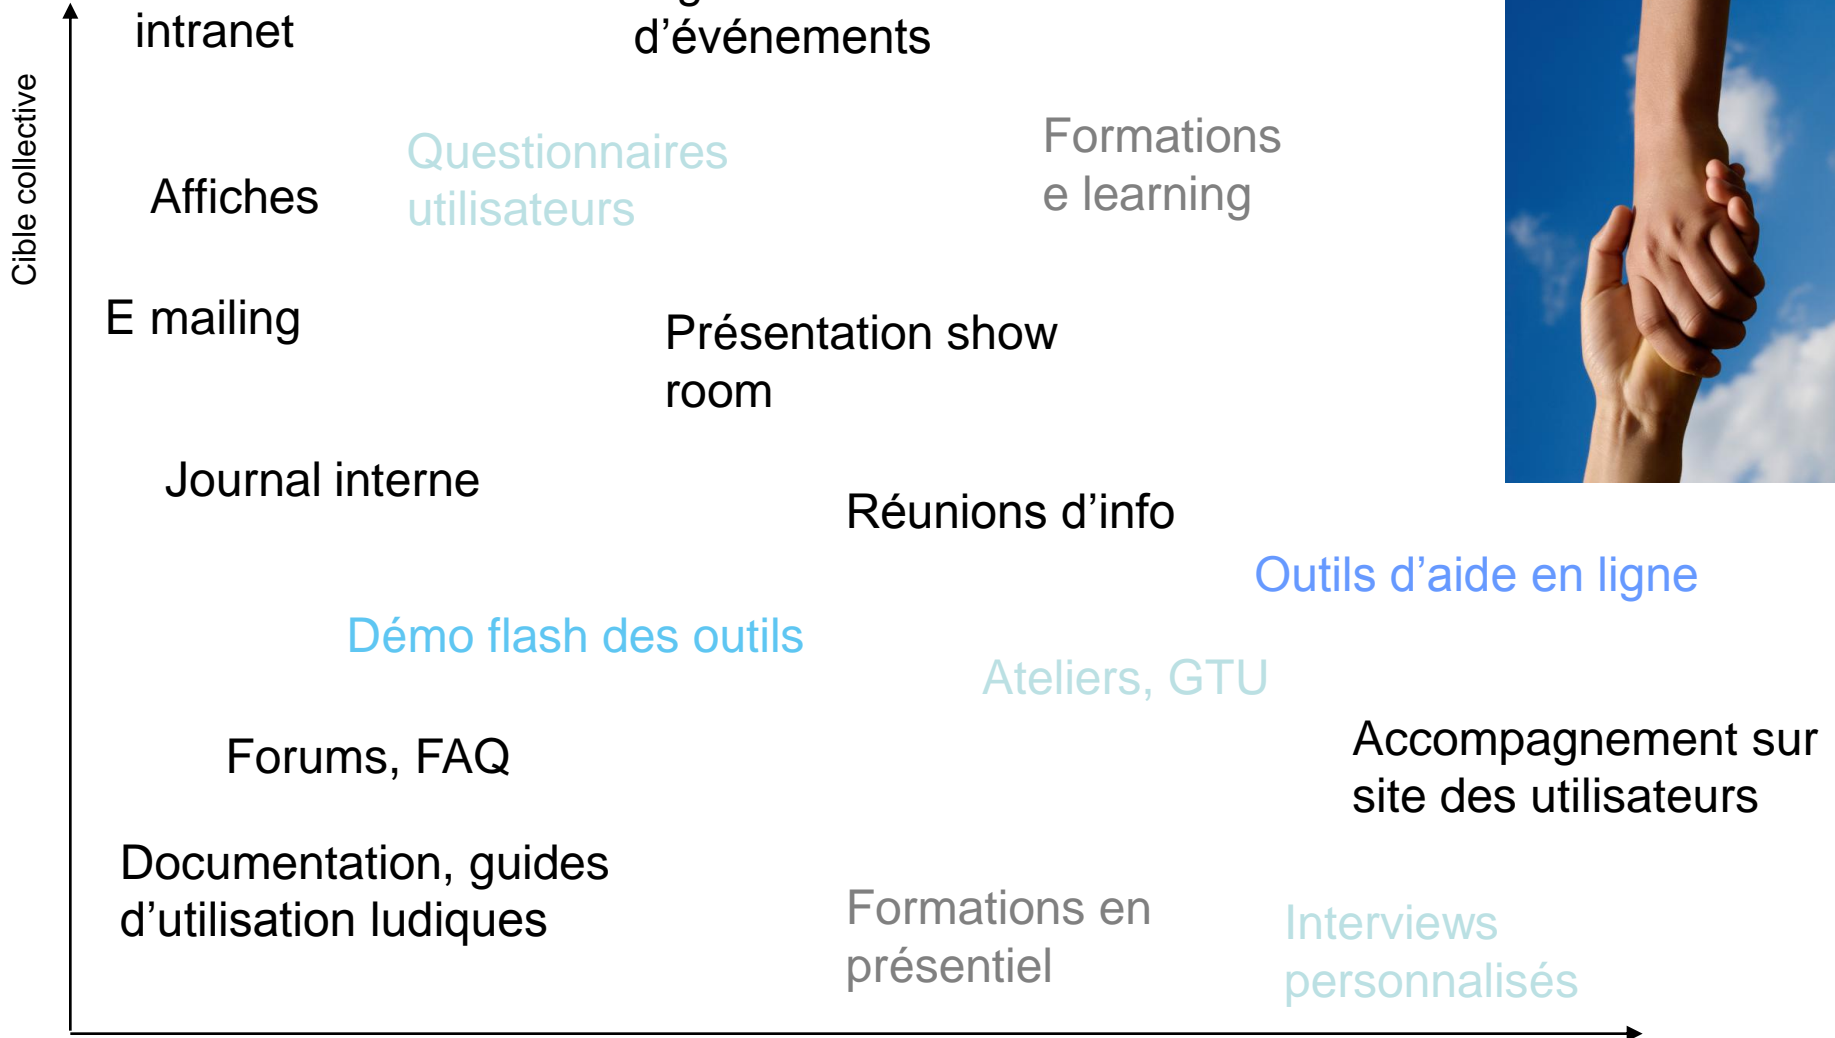 intranet
d’événements
Cible collective
Questionnaires
utilisateurs
Formations
e learning
Affiches
E mailing
Présentation show
room
Journal interne
Réunions d’info
Outils d’aide en ligne
Démo flash des outils
Ateliers, GTU
Forums, FAQ
Accompagnement sur
site des utilisateurs
Documentation, guides
d’utilisation ludiques
Formations en
présentiel
Interviews
personnalisés